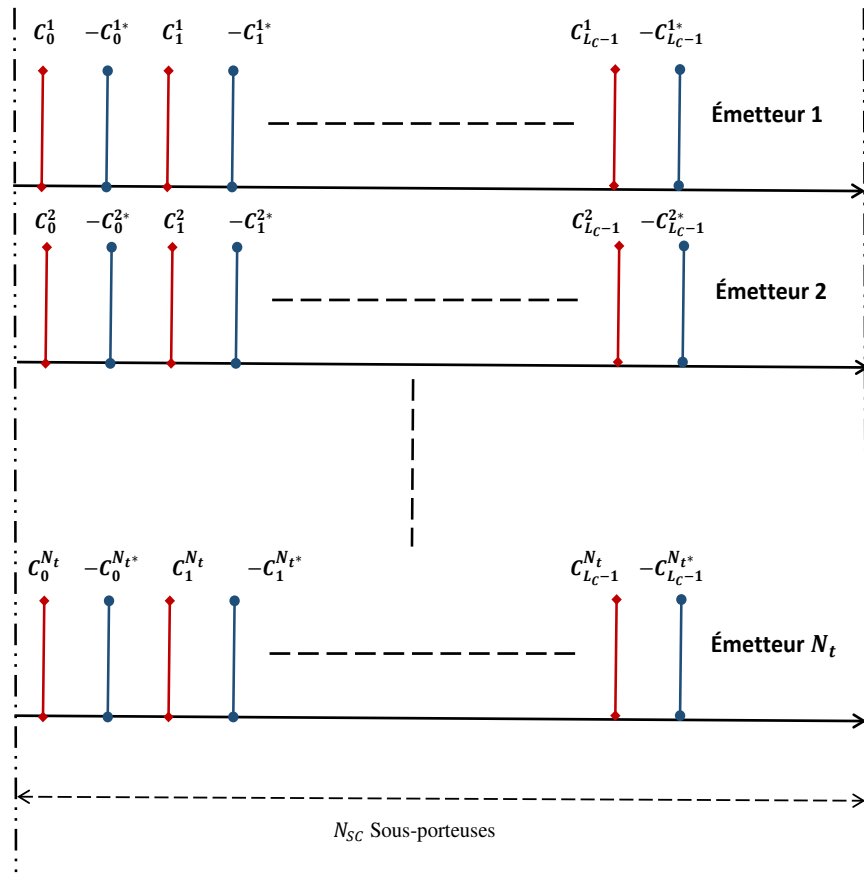 $C_0^1$ $-C_0^{1*}$ $C_1^1$ $-C_1^{1*}$ $C_{L_C-1}^1$ $-C_{L_C-1}^{1*}$
Émetteur 1
$C_0^2$ $-C_0^{2*}$ $C_1^2$ $-C_1^{2*}$ $C_{L_C-1}^2$ $-C_{L_C-1}^{2*}$
Émetteur 2
$C_0^{N_t}$ $-C_0^{N_t*}$ $C_1^{N_t}$ $-C_1^{N_t*}$ $C_{L_C-1}^{N_t}$ $-C_{L_C-1}^{N_t*}$
Émetteur $N_t$
$N_{SC}$ Sous-porteuses